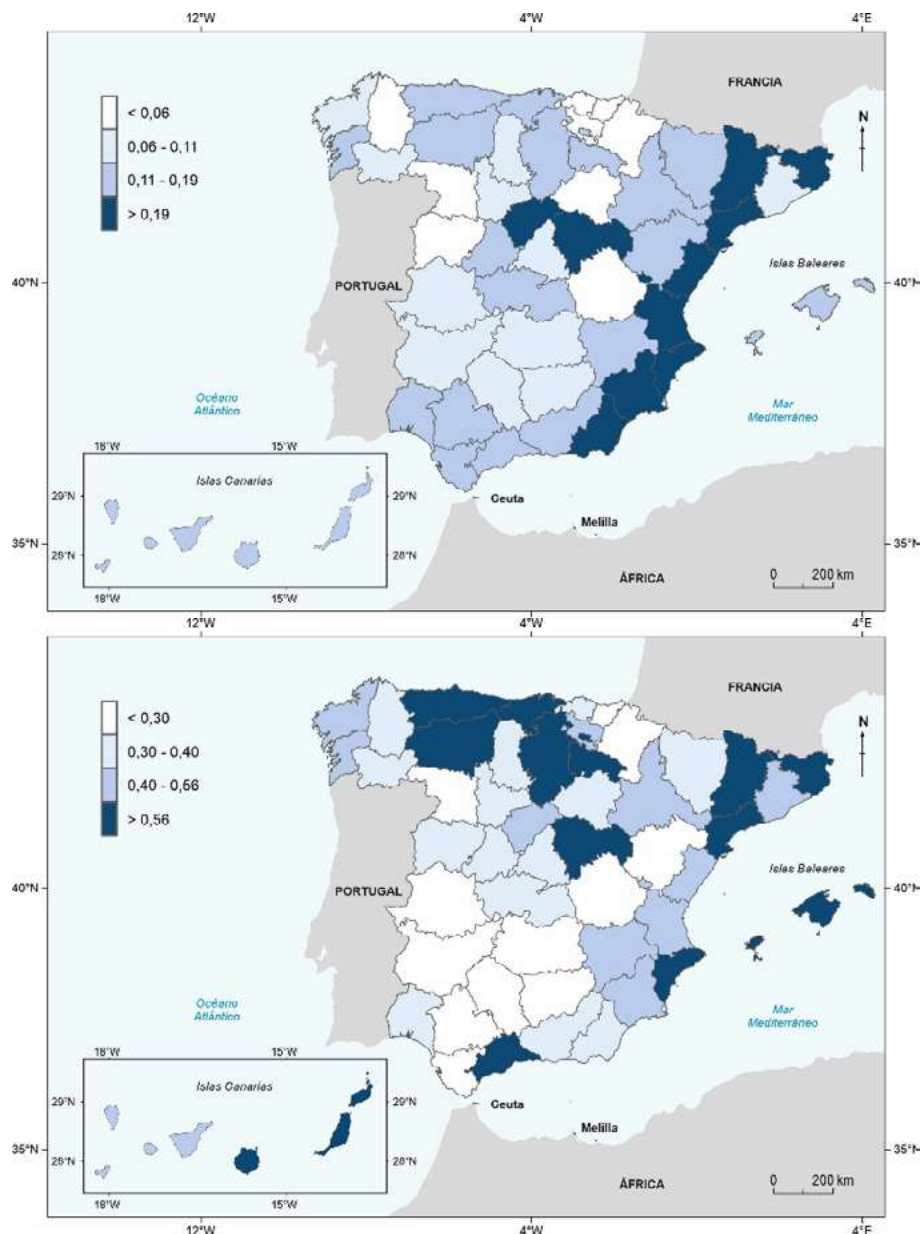 12°W
4°W
4°E
FRANCIA
< 0,06
0,06 - 0,11
0,11 - 0,19
> 0,19
N
40°N
PORTUGAL
Islas Baleares
40°N
Océano
Atlántico
Mar
Mediterráneo
18°W
15°W
Islas Canarias
29°N
29°N
28°N
28°N
18°W
15°W
Ceuta
Melilla
35°N
35°N
ÁFRICA
0 200 km
12°W
4°W
4°E
FRANCIA
< 0,30
0,30 - 0,40
0,40 - 0,56
> 0,56
N
40°N
PORTUGAL
Islas Baleares
40°N
Océano
Atlántico
Mar
Mediterráneo
18°W
15°W
Islas Canarias
29°N
29°N
28°N
28°N
18°W
15°W
Ceuta
Melilla
35°N
35°N
ÁFRICA
0 200 km
12°W
4°W
4°E